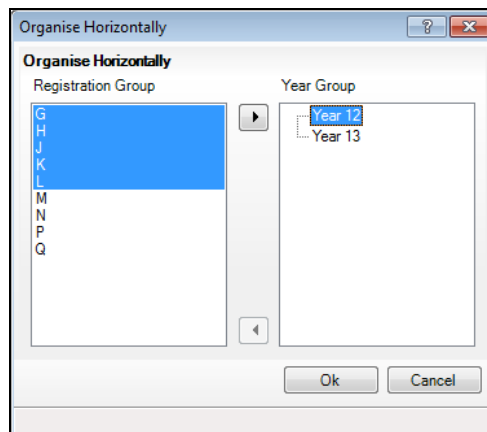 Organise Horizontally
?
Organise Horizontally
Registration Group
Year Group
G
H
J
K
L
M
N
P
Q
Year 12
Year 13
Ok
Cancel